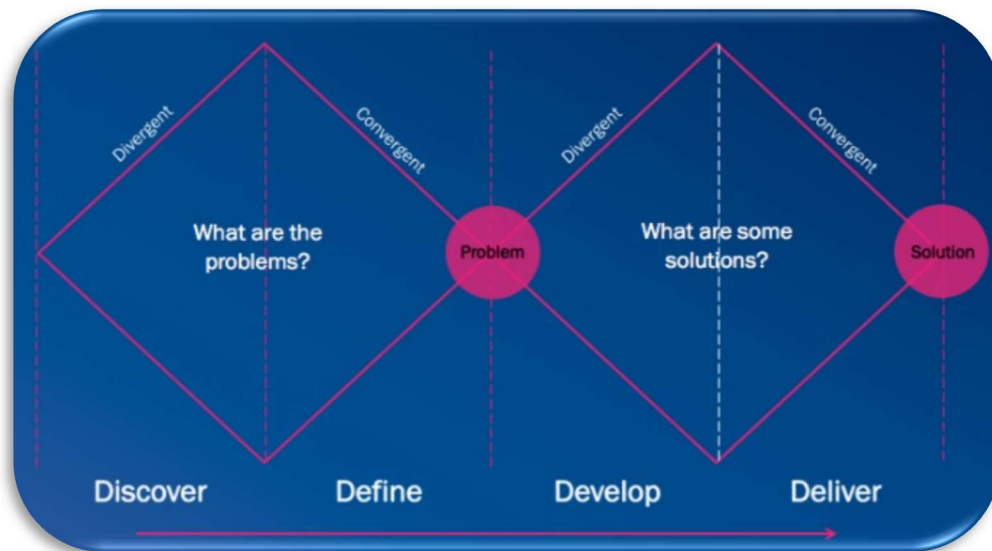 Divergent
Convergent
Divergent
Convergent
What are the
problems?
Problem
What are some
solutions?
Solution
Discover
Define
Develop
Deliver